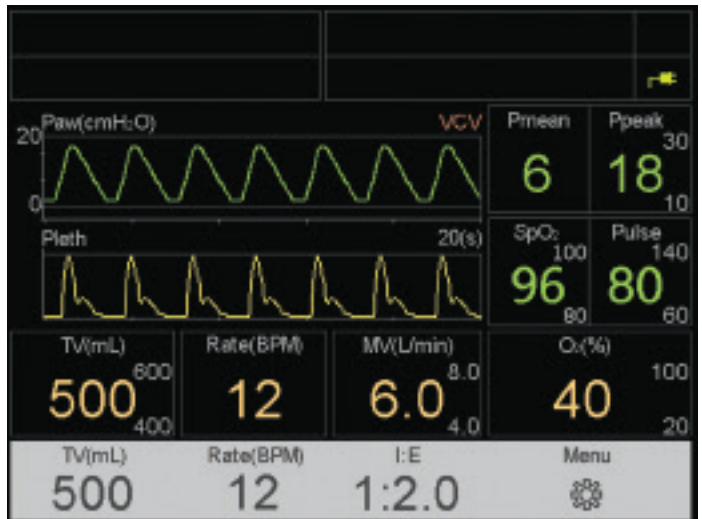 Paw(cmH₂O) VCV
20
0
Pmean Ppeak
6 18 30 10
Pleth 20(s)
SpO₂ Pulse
96 100 80 80 140 60
TV(mL) Rate(BPM) MV(L/min) O₂(%)
500 600 400 12 6.0 8.0 4.0 40 100 20
TV(mL) Rate(BPM) I:E Menu
500 12 1:2.0